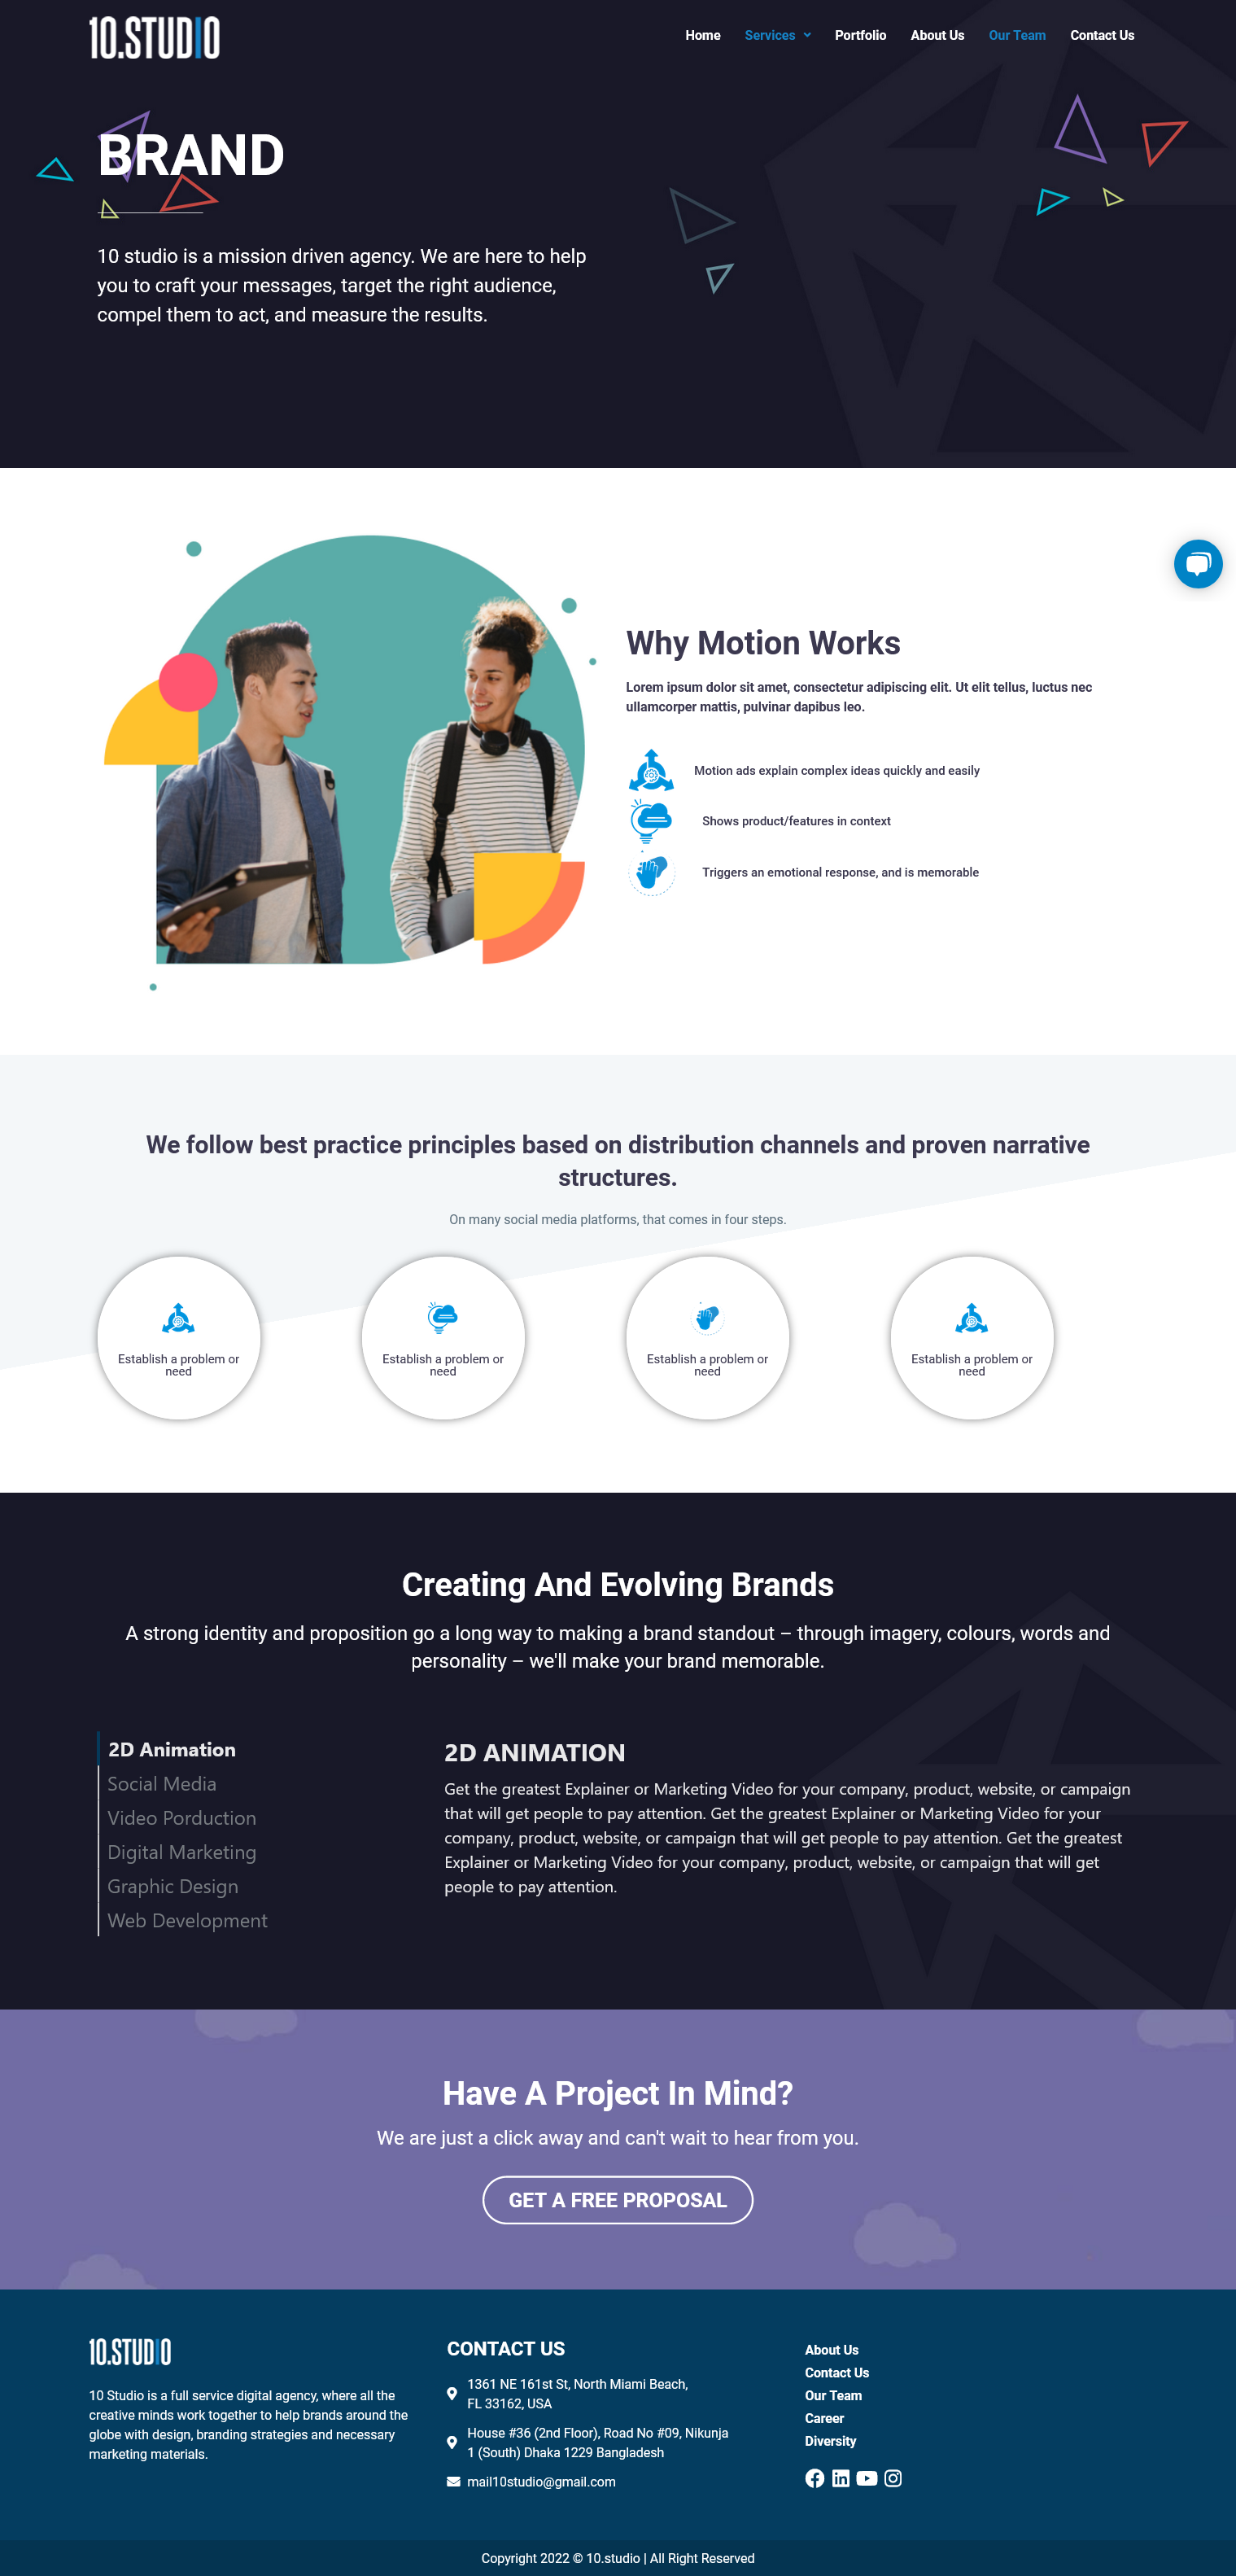 10.STUDIO
Home Services Portfolio About Us Our Team Contact Us
BRAND
10 studio is a mission driven agency. We are here to help
you to craft your messages, target the right audience,
compel them to act, and measure the results.
Why Motion Works
Lorem ipsum dolor sit amet, consectetur adipiscing elit. Ut elit tellus, luctus nec
ullamcorper mattis, pulvinar dapibus leo.
Motion ads explain complex ideas quickly and easily
Shows product/features in context
Triggers an emotional response, and is memorable
We follow best practice principles based on distribution channels and proven narrative
structures.
On many social media platforms, that comes in four steps.
Establish a problem or
need
Establish a problem or
need
Establish a problem or
need
Establish a problem or
need
Creating And Evolving Brands
A strong identity and proposition go a long way to making a brand standout – through imagery, colours, words and
personality – we'll make your brand memorable.
2D Animation
Social Media
Video Porduction
Digital Marketing
Graphic Design
Web Development
2D ANIMATION
Get the greatest Explainer or Marketing Video for your company, product, website, or campaign
that will get people to pay attention. Get the greatest Explainer or Marketing Video for your
company, product, website, or campaign that will get people to pay attention. Get the greatest
Explainer or Marketing Video for your company, product, website, or campaign that will get
people to pay attention.
Have A Project In Mind?
We are just a click away and can't wait to hear from you.
GET A FREE PROPOSAL
10.STUDIO
10 Studio is a full service digital agency, where all the
creative minds work together to help brands around the
globe with design, branding strategies and necessary
marketing materials.
CONTACT US
1361 NE 161st St, North Miami Beach,
FL 33162, USA
House #36 (2nd Floor), Road No #09, Nikunja
1 (South) Dhaka 1229 Bangladesh
mail10studio@gmail.com
About Us
Contact Us
Our Team
Career
Diversity
Copyright 2022 © 10.studio | All Right Reserved